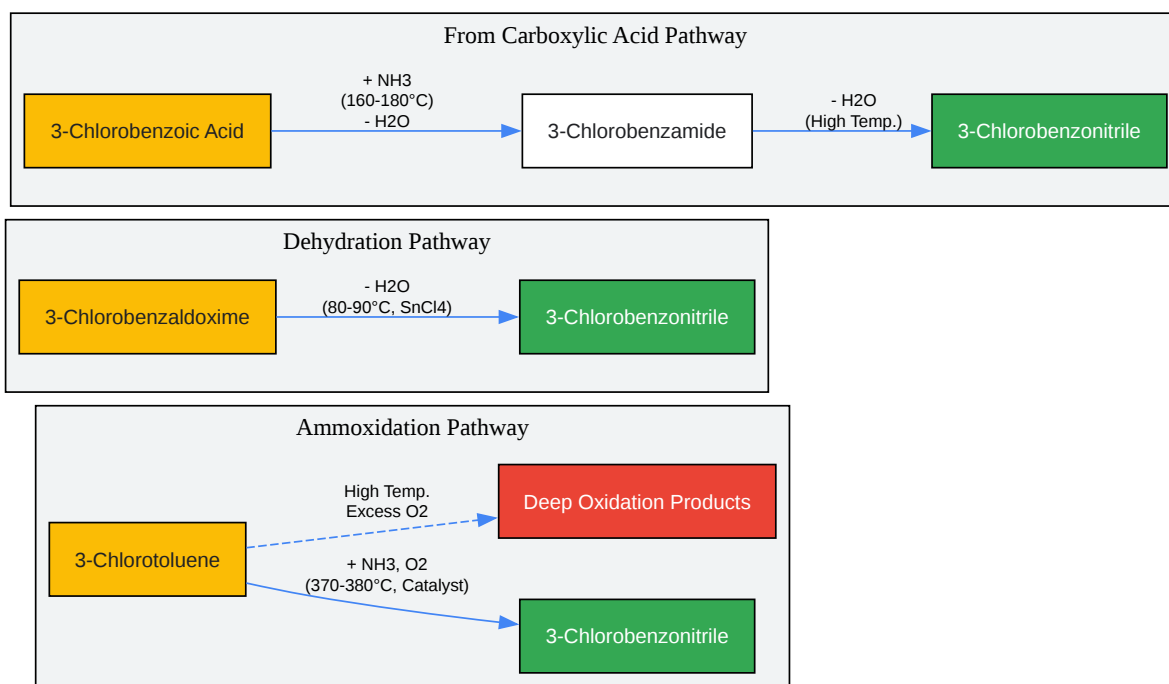 From Carboxylic Acid Pathway
+ NH3
(160-180°C)
- H2O
- H2O
(High Temp.)
3-Chlorobenzoic Acid
3-Chlorobenzamide
3-Chlorobenzonitrile
Dehydration Pathway
- H2O
(80-90°C, SnCl4)
3-Chlorobenzaldoxime
3-Chlorobenzonitrile
Ammoxidation Pathway
High Temp.
Excess O2
Deep Oxidation Products
3-Chlorotoluene
+ NH3, O2
(370-380°C, Catalyst)
3-Chlorobenzonitrile